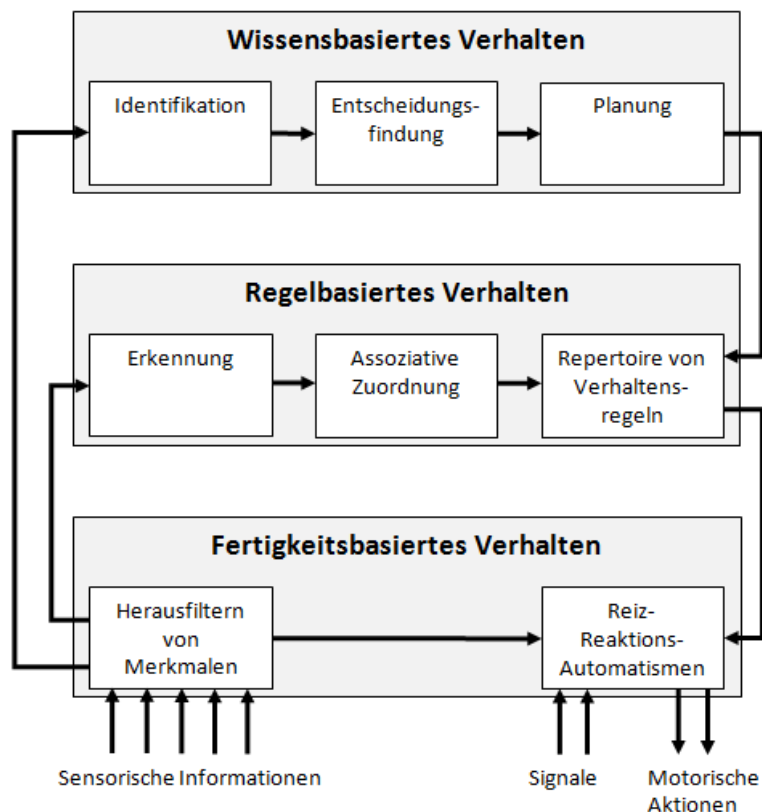 Wissensbasiertes Verhalten
Identifikation
Entscheidungs-
findung
Planung
Regelbasiertes Verhalten
Erkennung
Assoziative
Zuordnung
Repertoire von
Verhaltens-
regeln
Fertigkeitsbasiertes Verhalten
Herausfiltern
von
Merkmalen
Reiz-
Reaktions-
Automatismen
Sensorische Informationen
Signale
Motorische
Aktionen